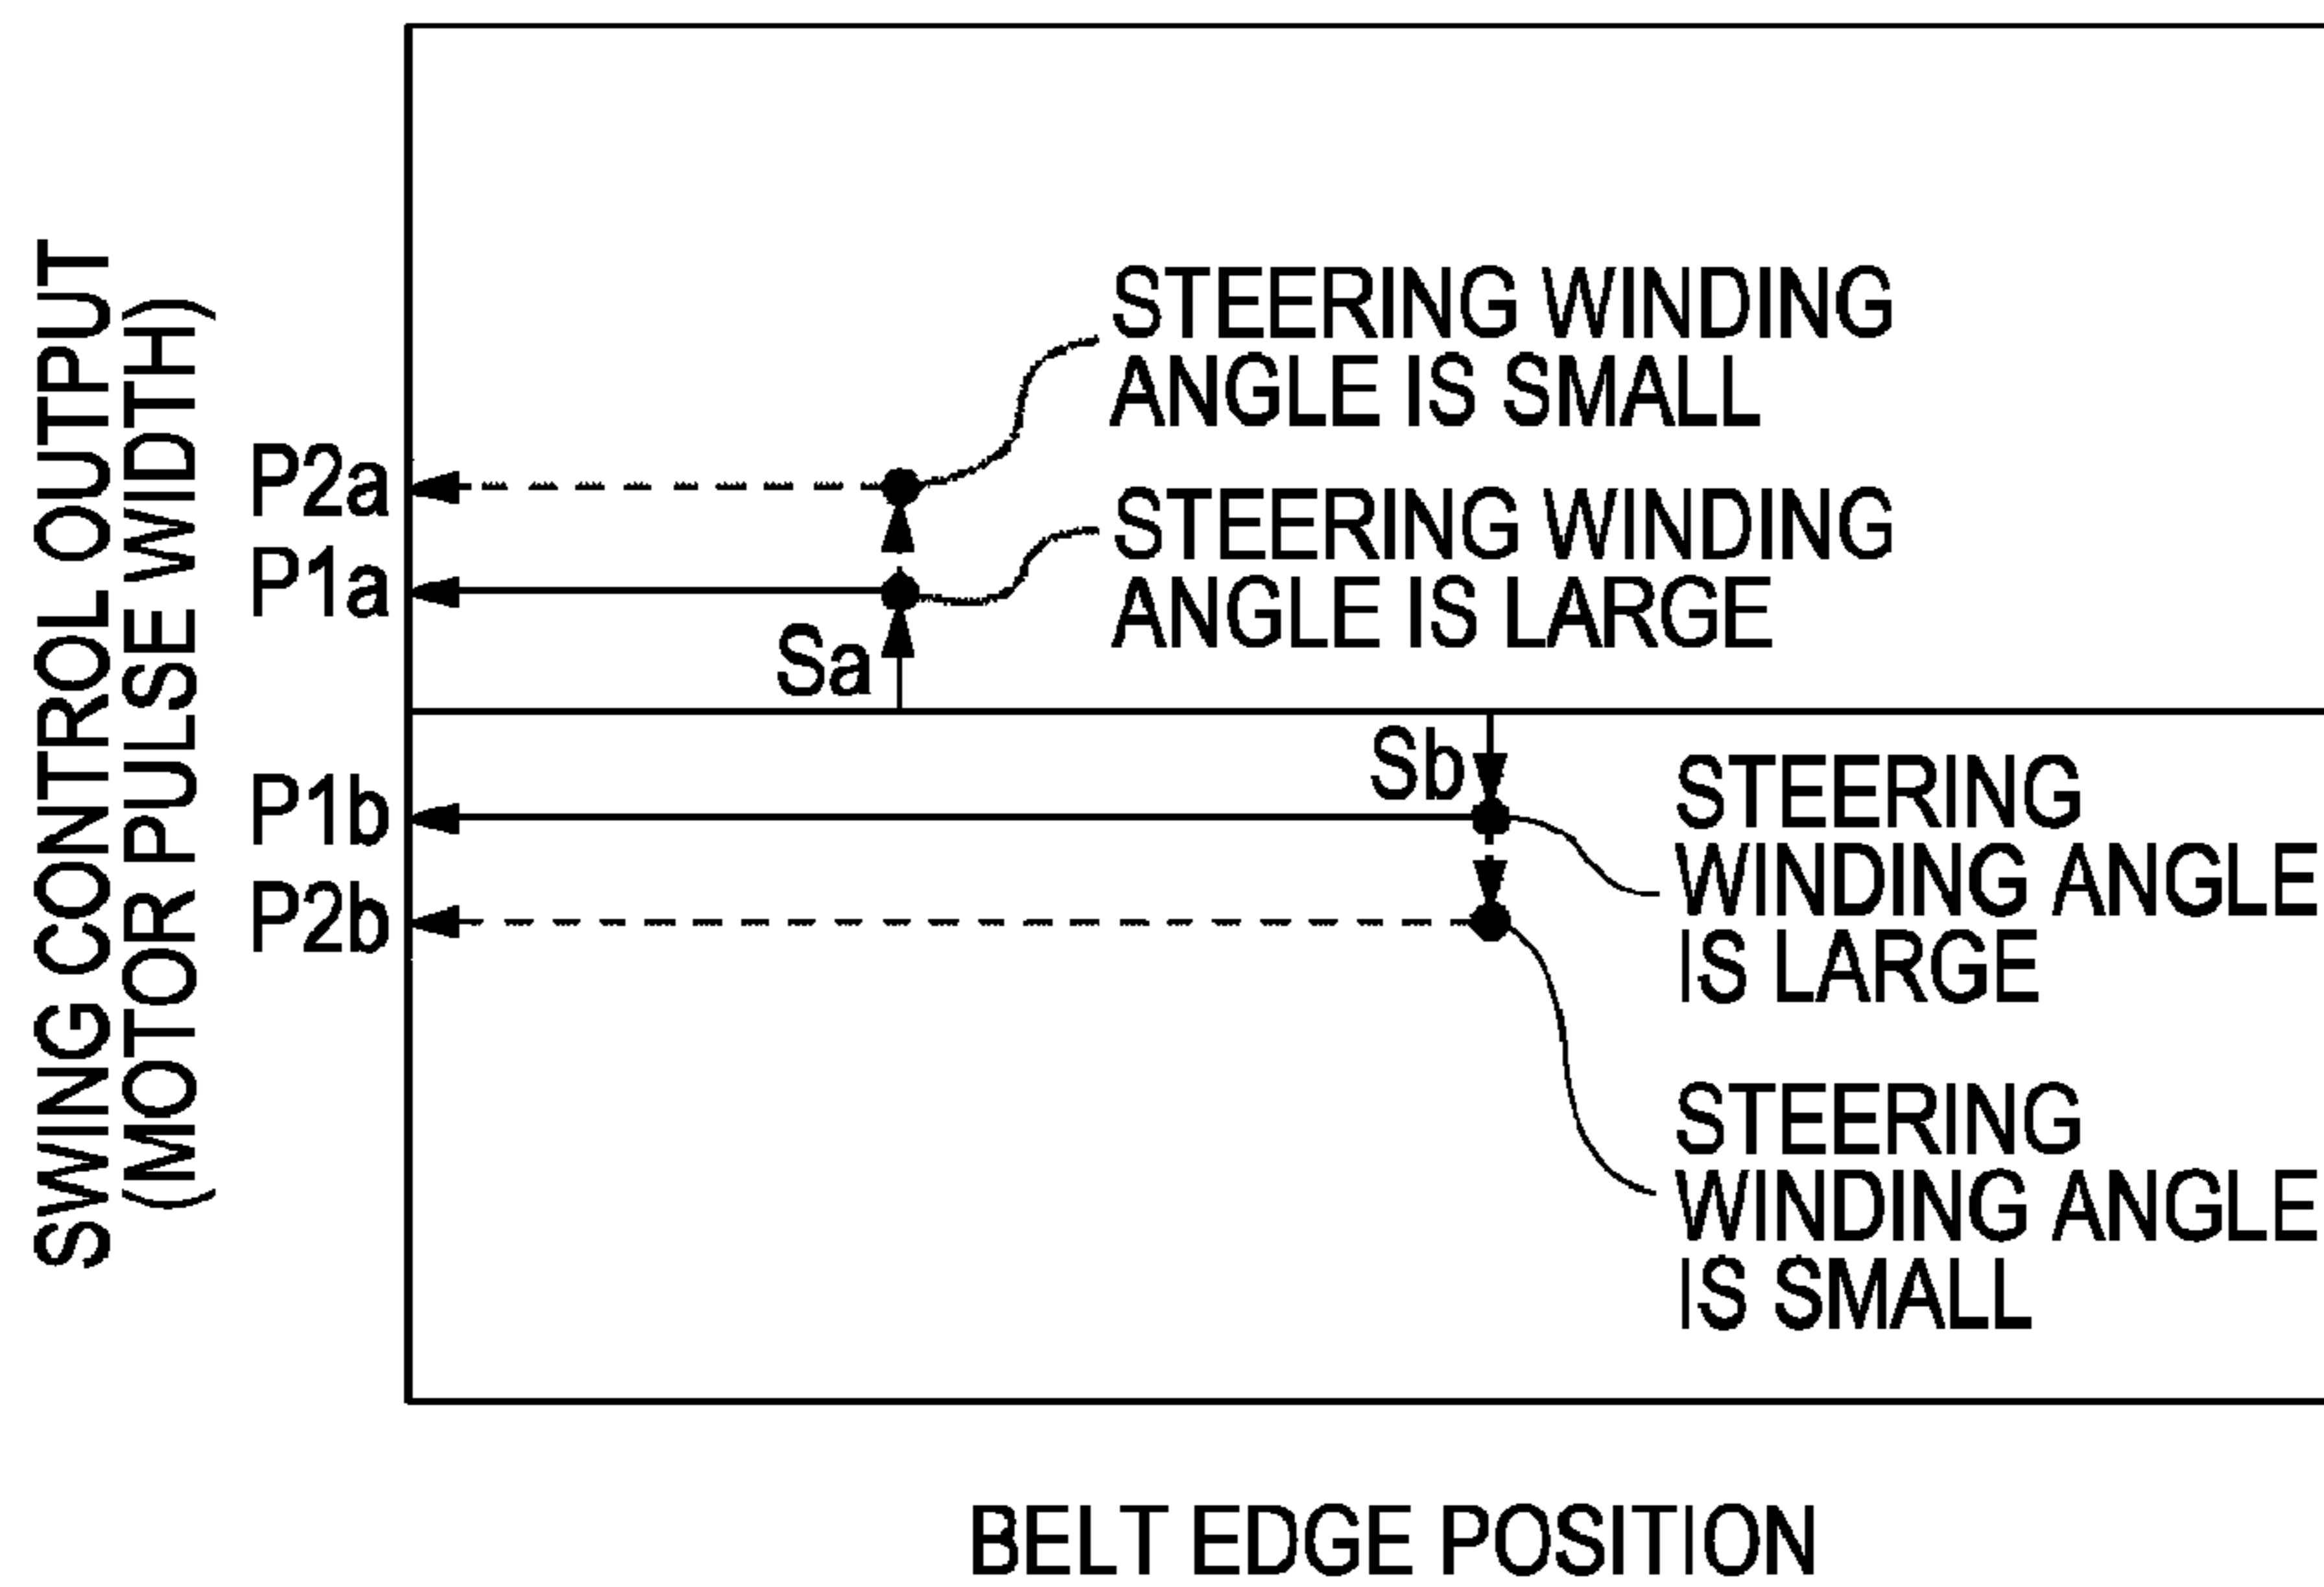 SWING CONTROL OUTPUT
(MOTOR PULSE WIDTH)
STEERING WINDING
ANGLE IS SMALL
P2a
STEERING WINDING
ANGLE IS LARGE
P1a
Sa
Sb
P1b
STEERING
WINDING ANGLE
IS LARGE
P2b
STEERING
WINDING ANGLE
IS SMALL
BELT EDGE POSITION